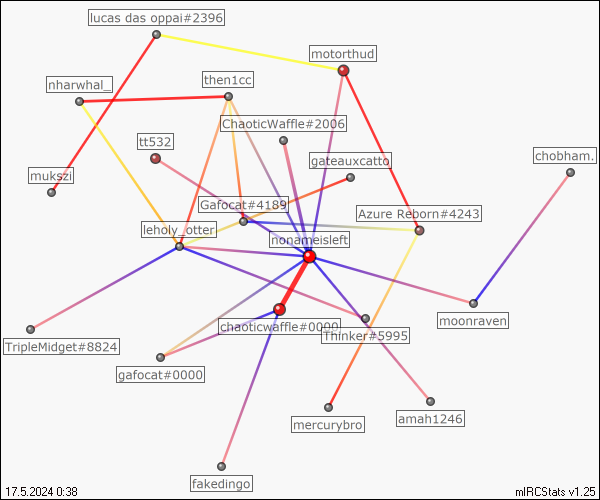 lucas das oppai#2396
motorthud
then1cc
nharwhal_
ChaoticWaffle#2006
tt532
gateauxcatto
chobham.
mukszi
Gafocat#4189
Azure Reborn#4243
leholy_otter
nonameisleft
moonraven
chaoticwaffle#0000
Thinker#5995
TripleMidget#8824
gafocat#0000
mercurybro
amah1246
fakedingo
17.5.2024 0:38
mIRCStats v1.25